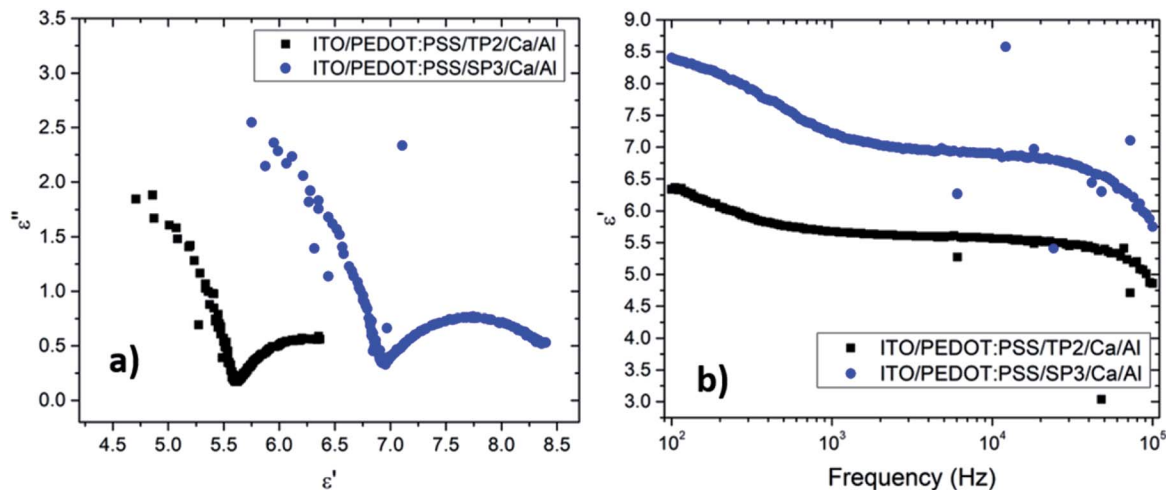 3.5
3.0
2.5
2.0
1.5
1.0
0.5
0.0
ε"
ITO/PEDOT:PSS/TP2/Ca/Al
ITO/PEDOT:PSS/SP3/Ca/Al
a)
4.5 5.0 5.5 6.0 6.5 7.0 7.5 8.0 8.5
ε'
9.0
8.5
8.0
7.5
7.0
6.5
6.0
5.5
5.0
4.5
4.0
3.5
3.0
ε'
b)
ITO/PEDOT:PSS/TP2/Ca/Al
ITO/PEDOT:PSS/SP3/Ca/Al
10² 10³ 10⁴ 10⁵
Frequency (Hz)